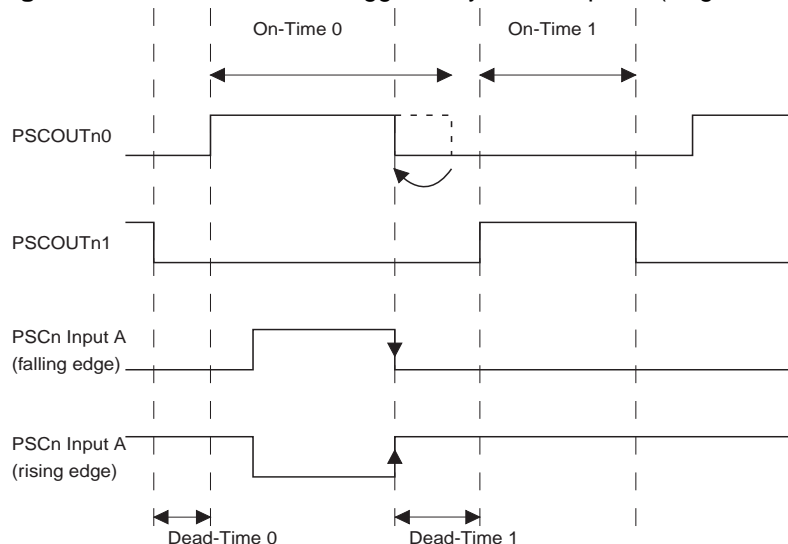 On-Time 0
On-Time 1
PSCOUTn0
PSCOUTn1
PSCn Input A
(falling edge)
PSCn Input A
(rising edge)
Dead-Time 0
Dead-Time 1